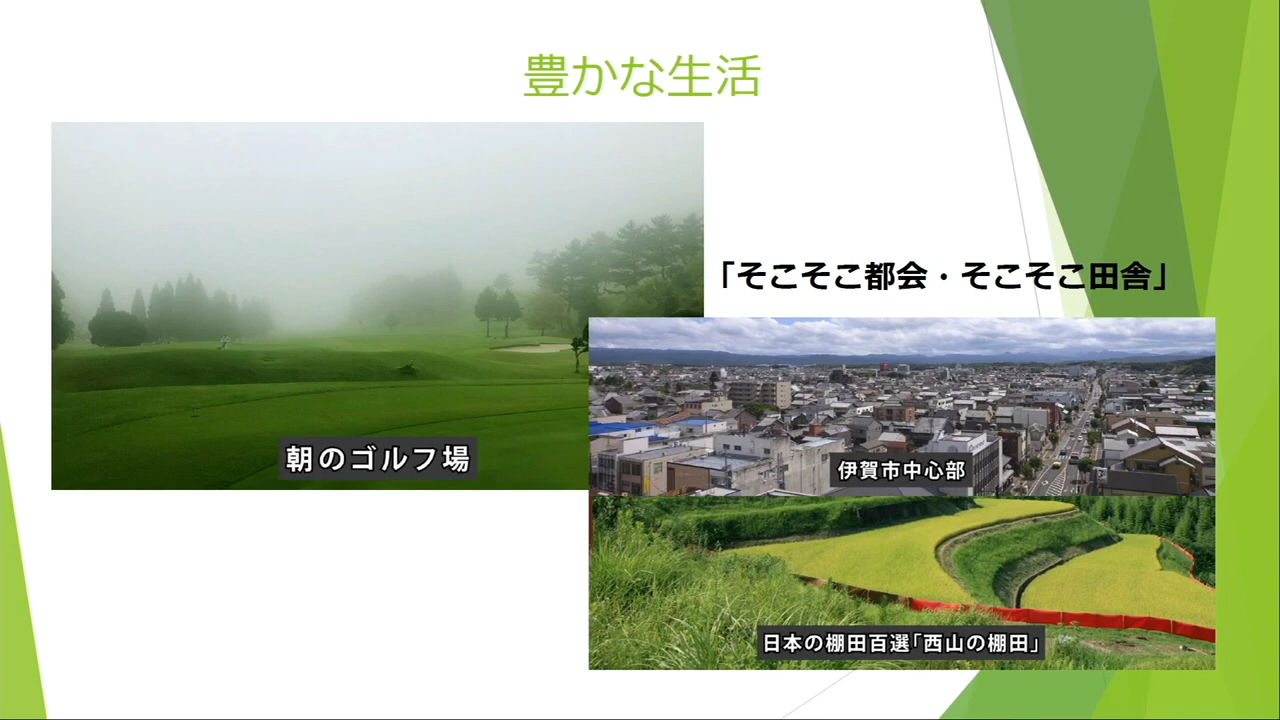 豊かな生活
「そこそこ都会・そこそこ田舎」
朝のゴルフ場
伊賀市中心部
日本の棚田百選「西山の棚田」